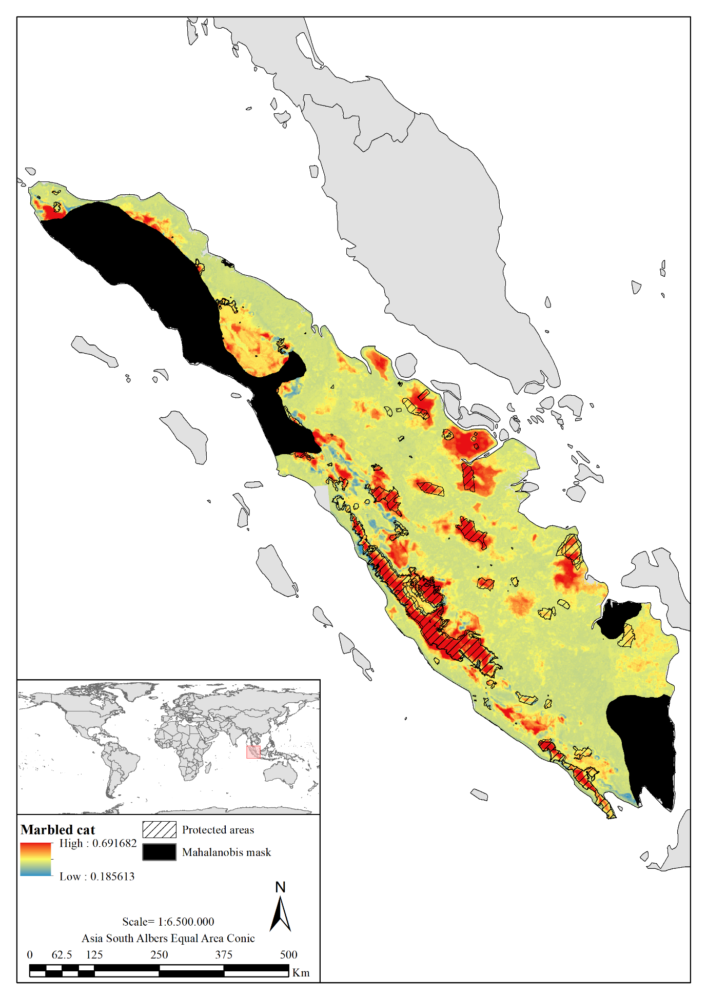 Marbled cat
High : 0.691682
Low : 0.185613
Protected areas
Mahalanobis mask
N
Scale= 1:6.500.000
Asia South Albers Equal Area Conic
0 62.5 125 250 375 500
Km